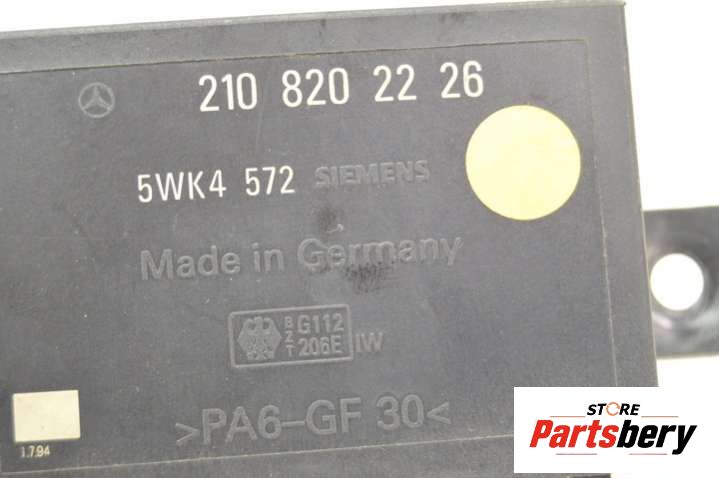 210 820 22 26
5WK4 572 SIEMENS
Made in Germany
BZT G112 206E IW
>PA6-GF 30<
1.7.94
STORE
Partsbery